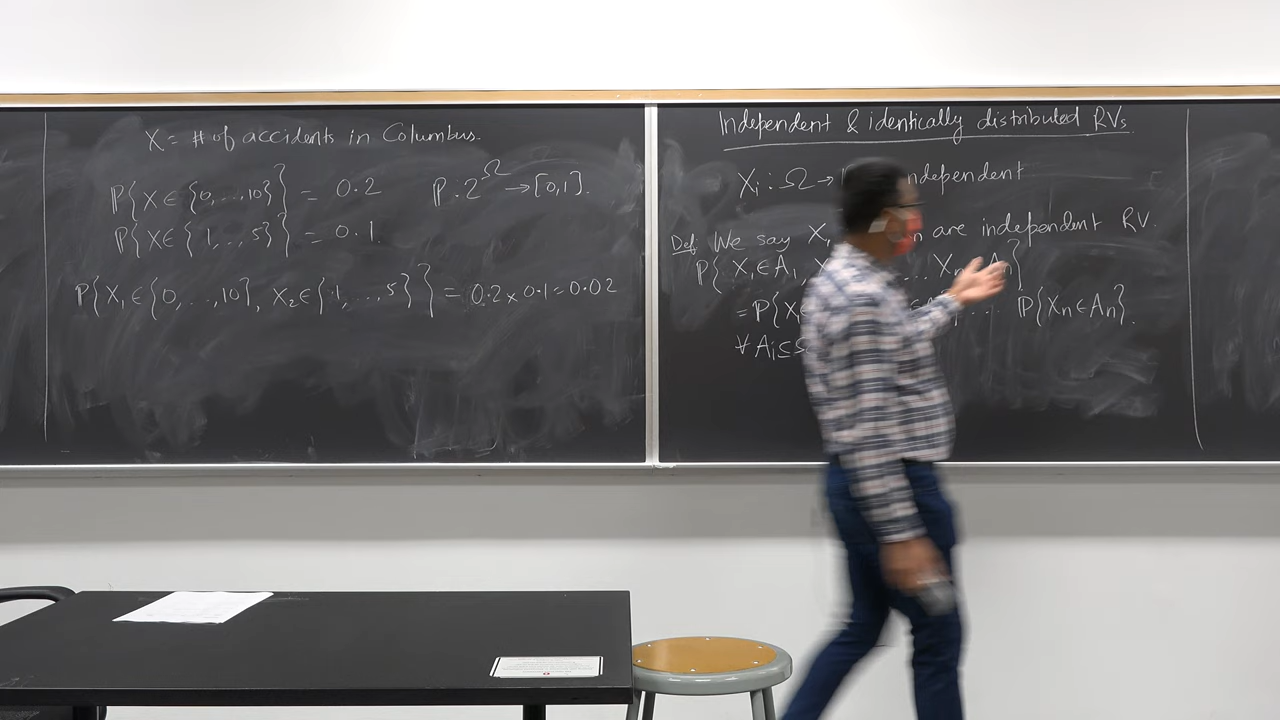 X = # of accidents in Columbus.
P{X ∈ {0,...,10}} = 0.2
P: 2^Ω → [0,1].
P{X ∈ {1,...,5}} = 0.1
P{X₁ ∈ {0,...,10}, X₂ ∈ {1,...,5}} = 0.2 × 0.1 = 0.02
Independent & identically distributed RVs
Xᵢ : Ω → ndependent
Def: We say X, n are independent RV.
P{X₁ ∈ A₁, X ... Xn An}
= P{X₁ ∈ ... P{Xn ∈ An}.
∀ Aᵢ ⊆